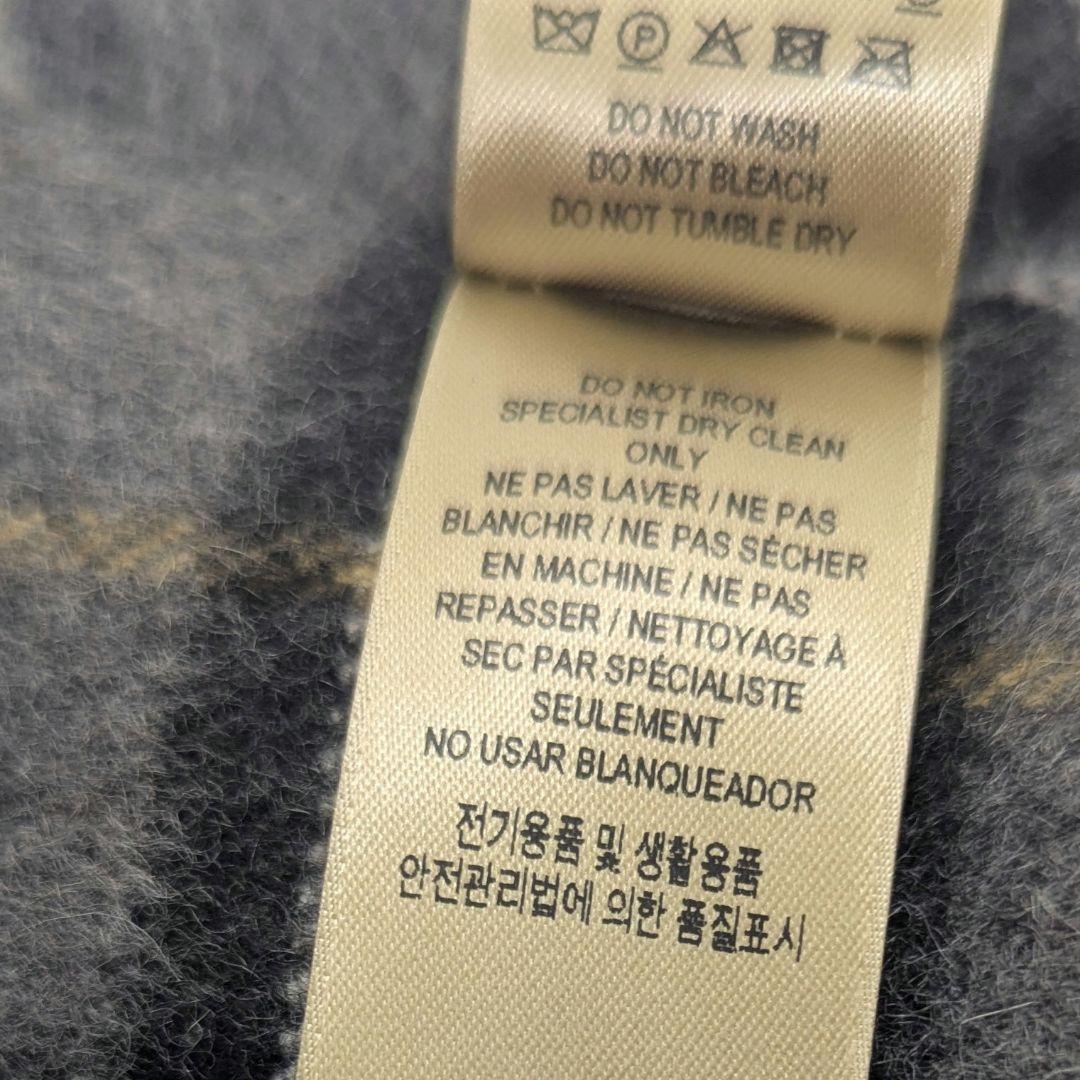 P
DO NOT WASH
DO NOT BLEACH
DO NOT TUMBLE DRY
DO NOT IRON
SPECIALIST DRY CLEAN
ONLY
NE PAS LAVER / NE PAS
BLANCHIR / NE PAS SÉCHER
EN MACHINE / NE PAS
REPASSER / NETTOYAGE À
SEC PAR SPÉCIALISTE
SEULEMENT
NO USAR BLANQUEADOR
전기용품 및 생활용품
안전관리법에 의한 품질표시